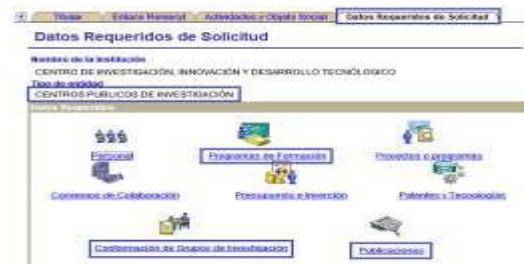 Titular Enlace Reniecyt Actividades y Objeto Social Datos Requeridos de Solicitud
Datos Requeridos de Solicitud
Nombre de la Institución
CENTRO DE INVESTIGACIÓN, INNOVACIÓN Y DESARROLLO TECNÓLOGICO
Tipo de entidad
CENTROS PUBLICOS DE INVESTIGACIÓN
Datos Requeridos
Personal Programas de Formación Proyectos o programas
Convenios de Colaboración Presupuesto e Inversión Patentes y Tecnologías
Conformación de Grupos de Investigación Publicaciones